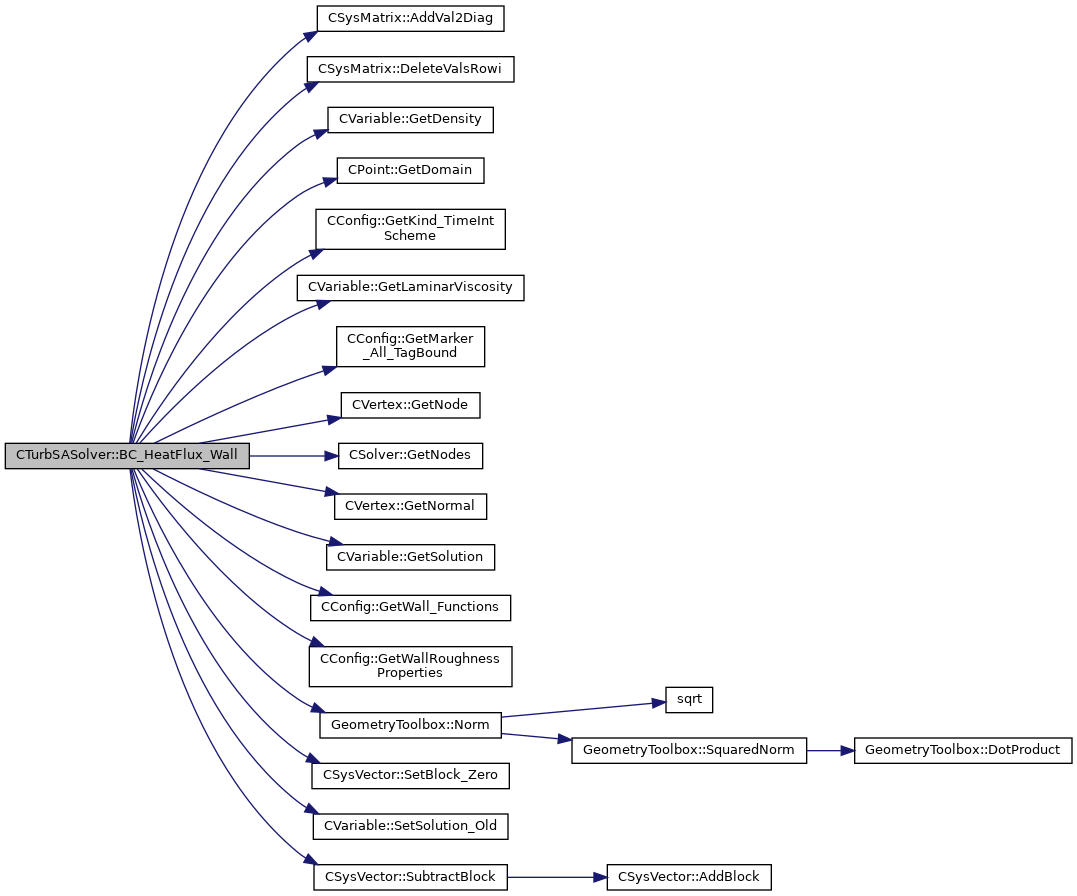 CSysMatrix::AddVal2Diag
CSysMatrix::DeleteValsRowi
CVariable::GetDensity
CPoint::GetDomain
CConfig::GetKind_TimeInt
Scheme
CVariable::GetLaminarViscosity
CConfig::GetMarker
_All_TagBound
CVertex::GetNode
CTurbSASolver::BC_HeatFlux_Wall
CSolver::GetNodes
CVertex::GetNormal
CVariable::GetSolution
CConfig::GetWall_Functions
CConfig::GetWallRoughness
Properties
GeometryToolbox::Norm
sqrt
GeometryToolbox::SquaredNorm
GeometryToolbox::DotProduct
CSysVector::SetBlock_Zero
CVariable::SetSolution_Old
CSysVector::SubtractBlock
CSysVector::AddBlock